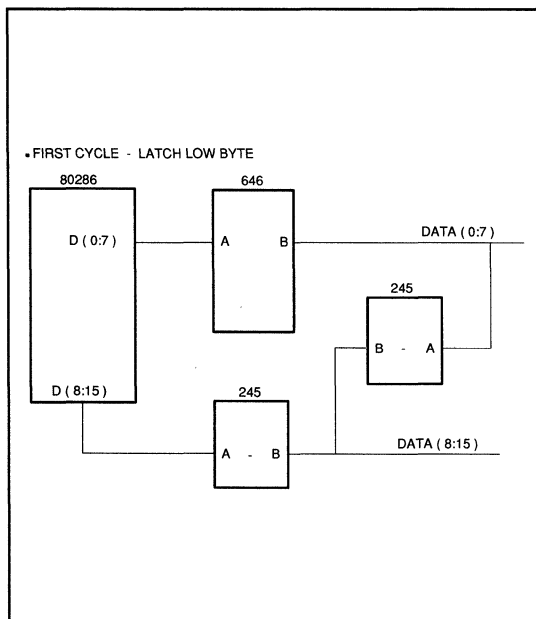 • FIRST CYCLE - LATCH LOW BYTE
80286
646
D ( 0:7 )
A
B
DATA ( 0:7 )
245
B - A
D ( 8:15 )
245
A - B
DATA ( 8:15 )